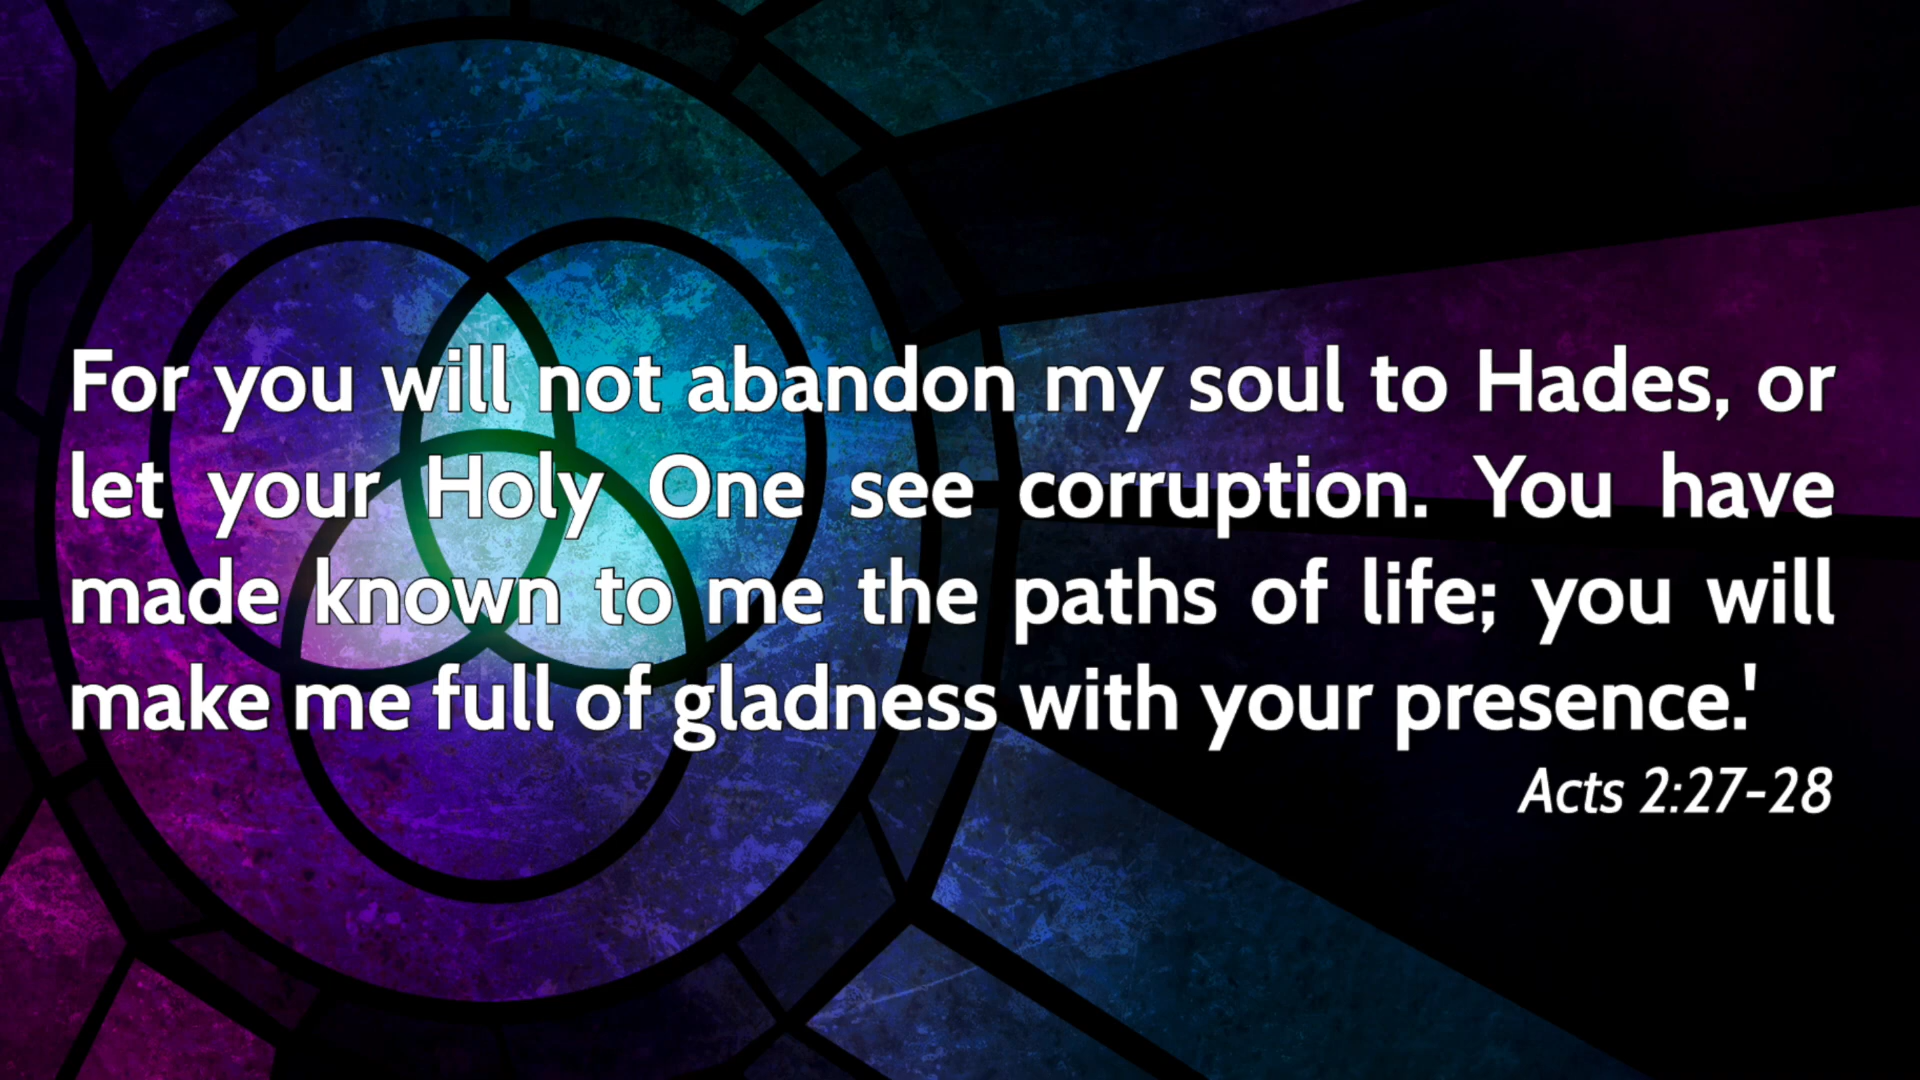 For you will not abandon my soul to Hades, or
let your Holy One see corruption. You have
made known to me the paths of life; you will
make me full of gladness with your presence.'
Acts 2:27-28